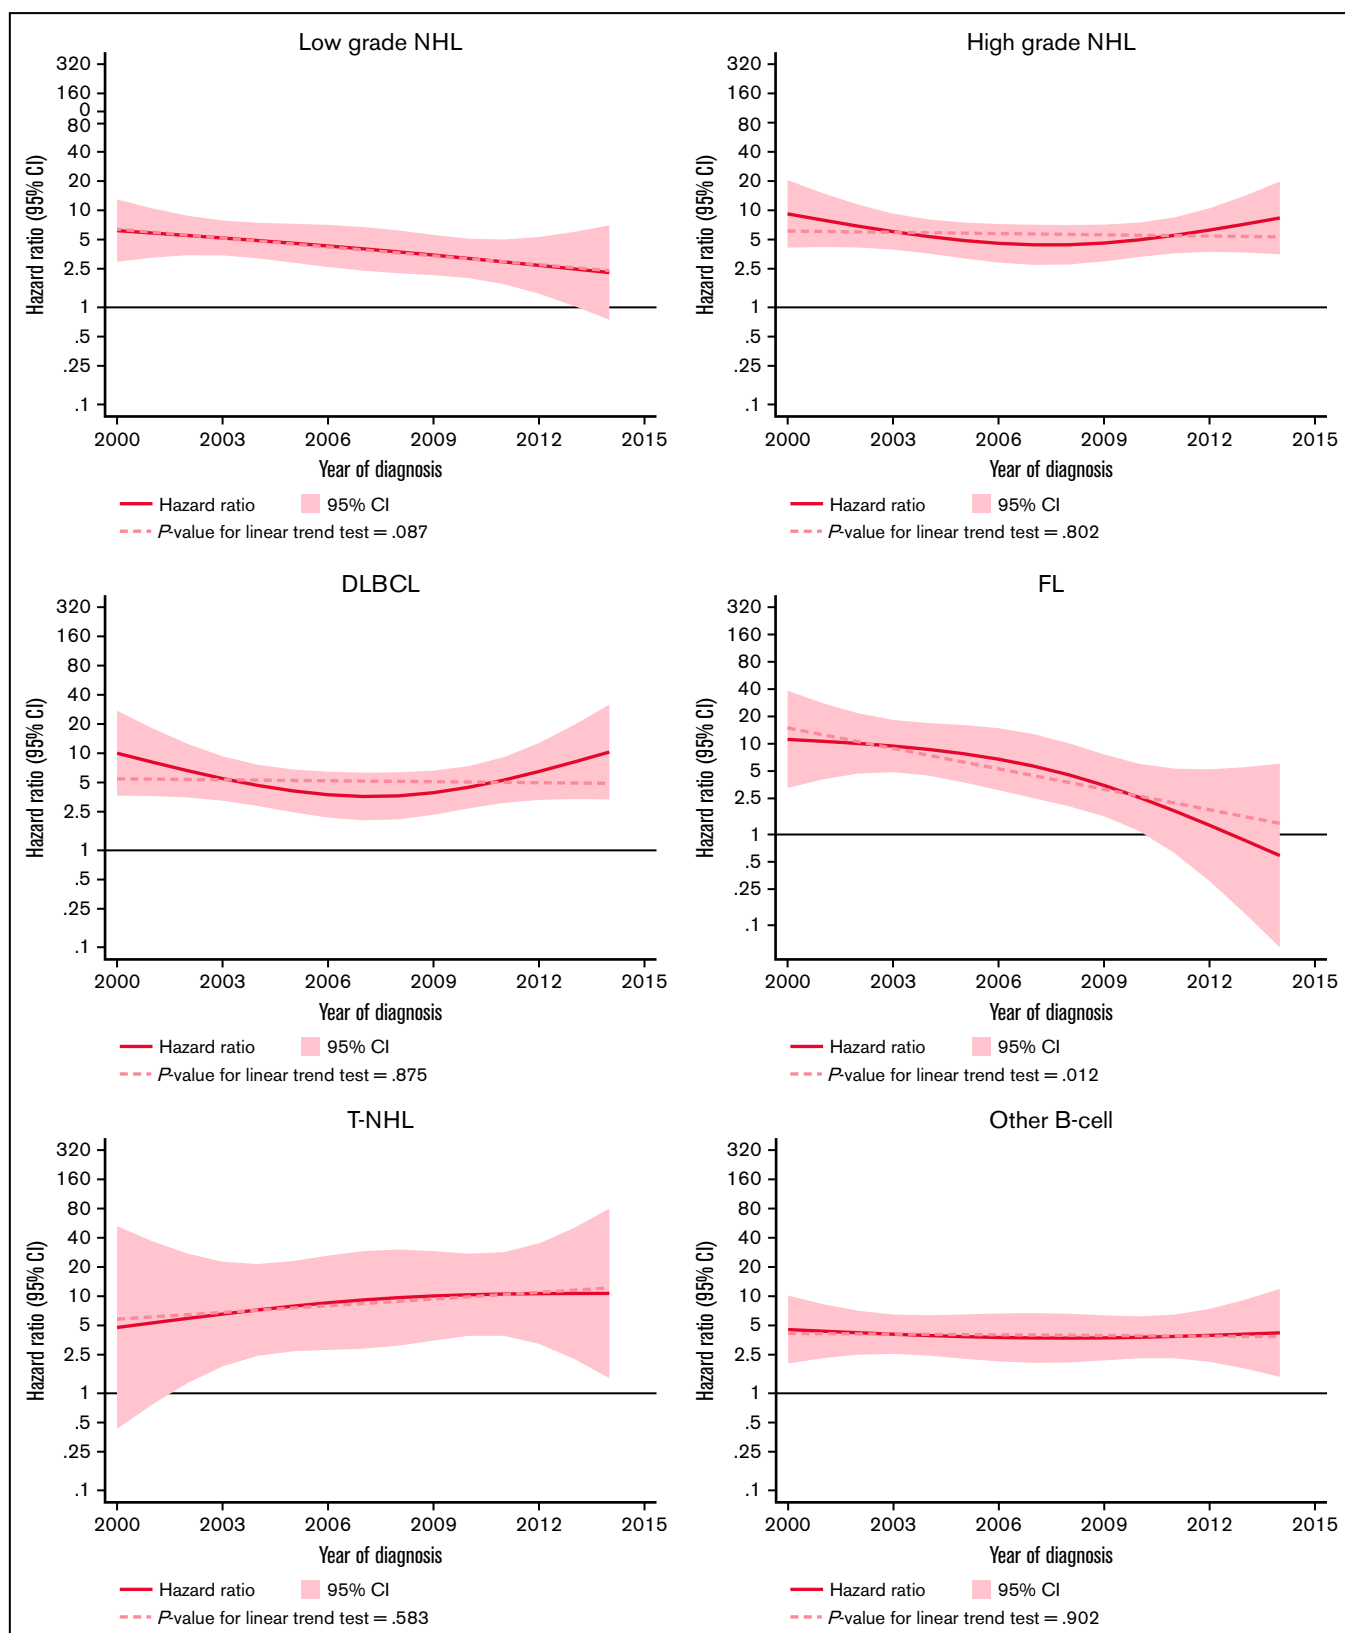 Low grade NHL
Hazard ratio (95% CI)
320
160
0
80
40
20
10
5
2.5
1
.5
.25
.1
2000 2003 2006 2009 2012 2015
Year of diagnosis
Hazard ratio 95% CI
P-value for linear trend test = .087
High grade NHL
Hazard ratio (95% CI)
320
160
80
40
20
10
5
2.5
1
.5
.25
.1
2000 2003 2006 2009 2012 2015
Year of diagnosis
Hazard ratio 95% CI
P-value for linear trend test = .802
DLBCL
Hazard ratio (95% CI)
320
160
80
40
20
10
5
2.5
1
.5
.25
.1
2000 2003 2006 2009 2012 2015
Year of diagnosis
Hazard ratio 95% CI
P-value for linear trend test = .875
FL
Hazard ratio (95% CI)
320
160
80
40
20
10
5
2.5
1
.5
.25
.1
2000 2003 2006 2009 2012 2015
Year of diagnosis
Hazard ratio 95% CI
P-value for linear trend test = .012
T-NHL
Hazard ratio (95% CI)
320
160
80
40
20
10
5
2.5
1
.5
.25
.1
2000 2003 2006 2009 2012 2015
Year of diagnosis
Hazard ratio 95% CI
P-value for linear trend test = .583
Other B-cell
Hazard ratio (95% CI)
320
160
80
40
20
10
5
2.5
1
.5
.25
.1
2000 2003 2006 2009 2012 2015
Year of diagnosis
Hazard ratio 95% CI
P-value for linear trend test = .902